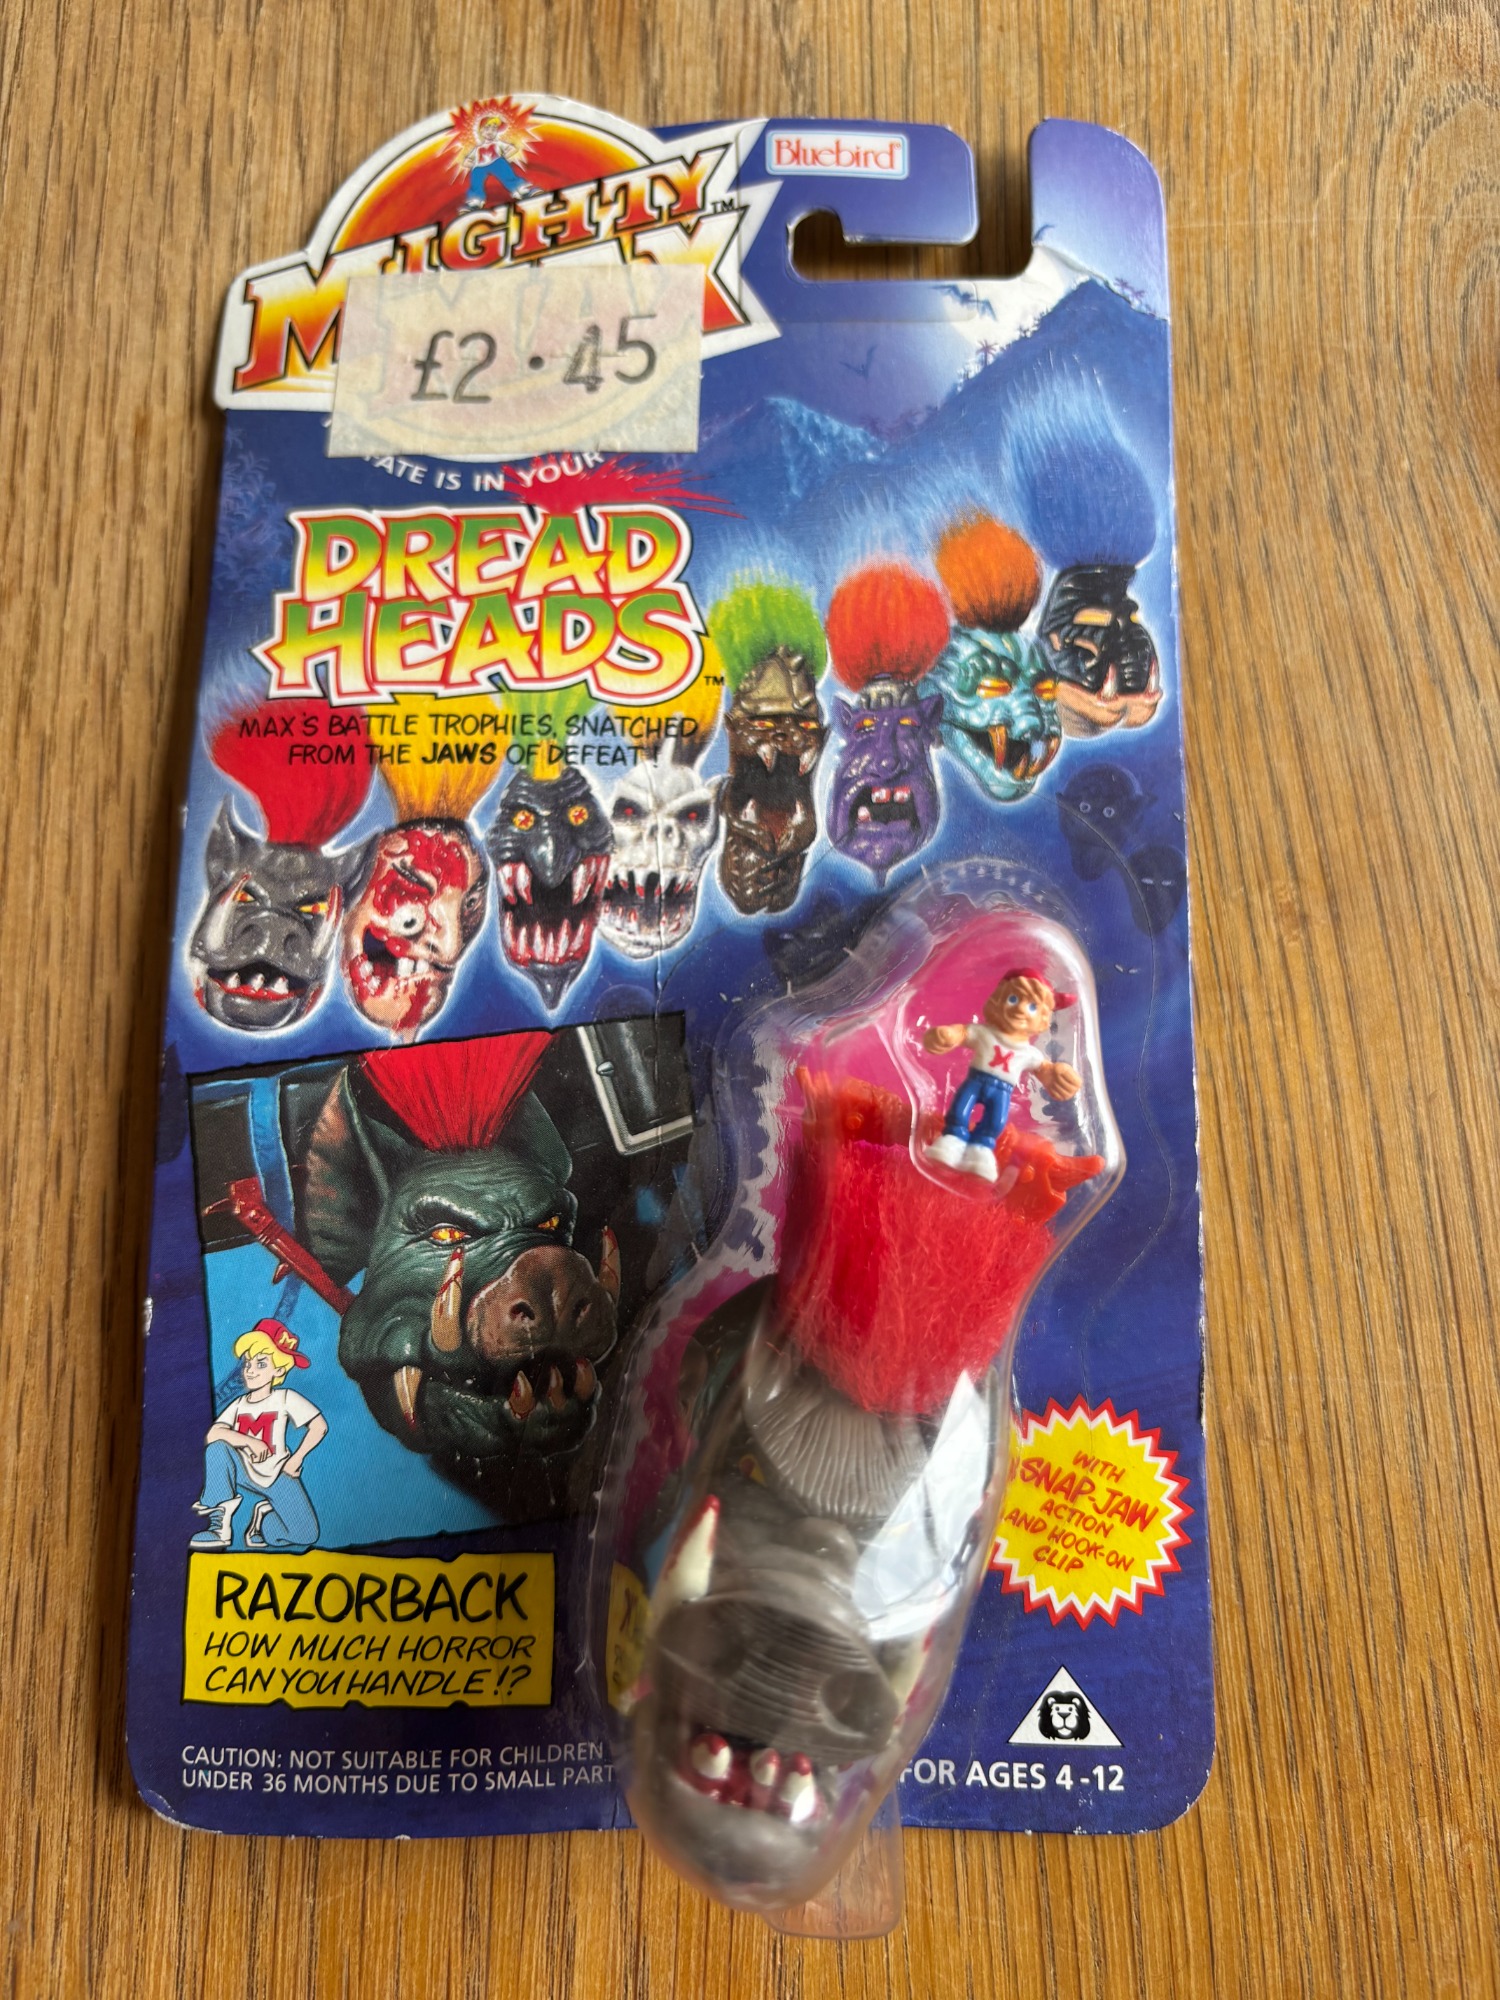 Bluebird®
MIGHTY
MAX™
£2.45
FATE IS IN YOUR
DREAD
HEADS™
MAX'S BATTLE TROPHIES, SNATCHED
FROM THE JAWS OF DEFEAT!
M
WITH
SNAP-JAW
ACTION
AND HOOK-ON
CLIP
RAZORBACK
HOW MUCH HORROR
CAN YOU HANDLE!?
CAUTION: NOT SUITABLE FOR CHILDREN
UNDER 36 MONTHS DUE TO SMALL PART
FOR AGES 4-12